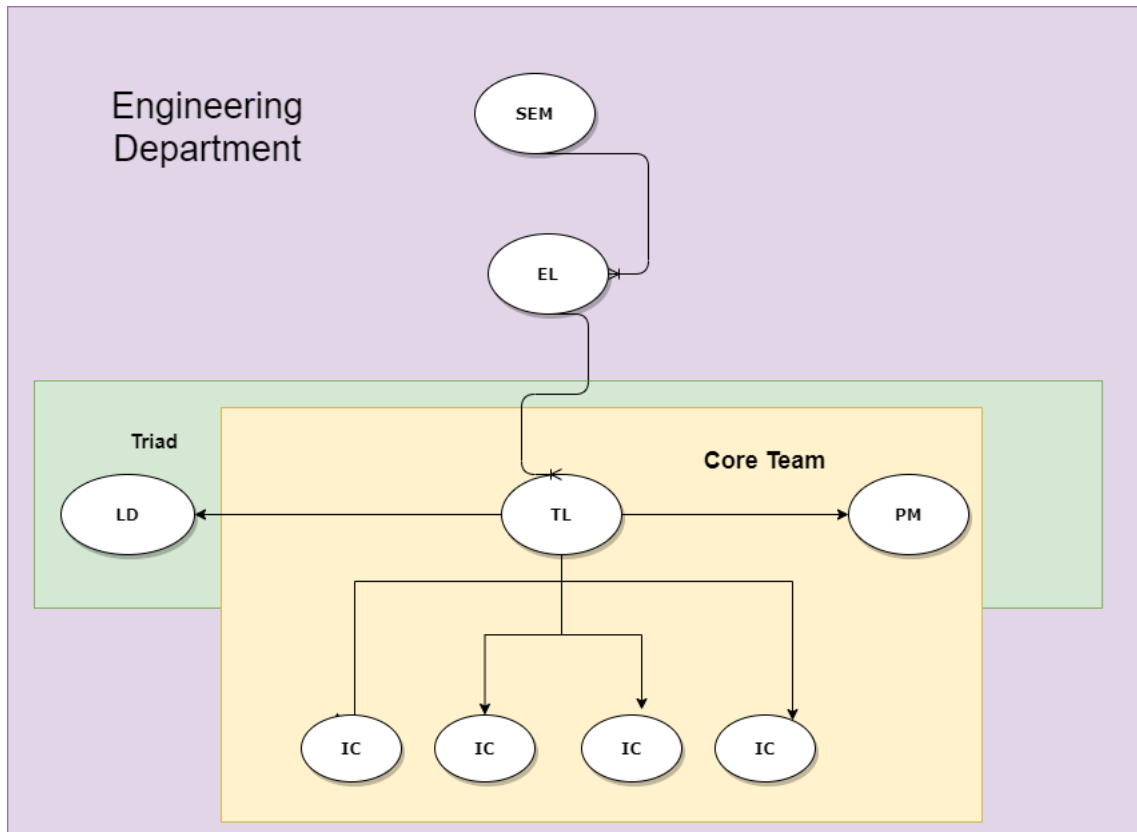 Engineering
Department
SEM
EL
Triad
Core Team
LD
TL
PM
IC
IC
IC
IC